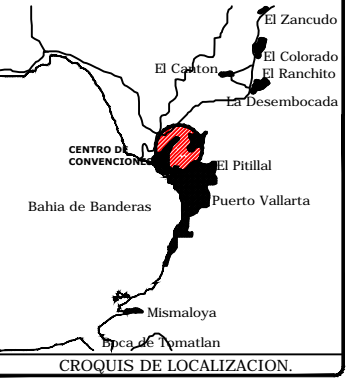 El Zancudo
El Colorado
El Canton
El Ranchito
La Desembocada
CENTRO DE
CONVENCIONES
El Pitillal
Puerto Vallarta
Bahia de Banderas
Mismaloya
Boca de Tomatlan
CROQUIS DE LOCALIZACION.